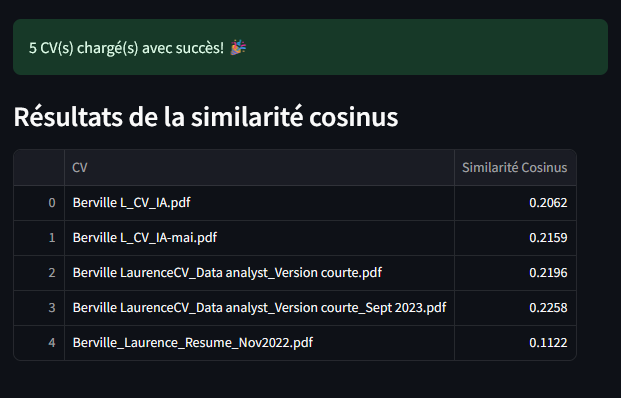 5 CV(s) chargé(s) avec succès! 🎉
Résultats de la similarité cosinus
CV Similarité Cosinus
0 Berville L_CV_IA.pdf 0.2062
1 Berville L_CV_IA-mai.pdf 0.2159
2 Berville LaurenceCV_Data analyst_Version courte.pdf 0.2196
3 Berville LaurenceCV_Data analyst_Version courte_Sept 2023.pdf 0.2258
4 Berville_Laurence_Resume_Nov2022.pdf 0.1122